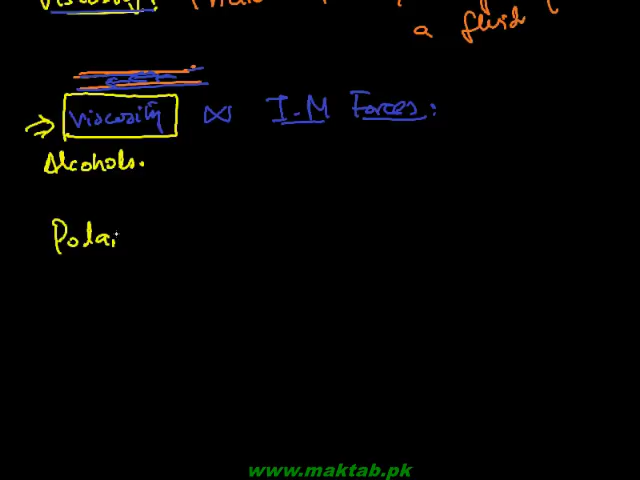 Viscosity:
a fluid
Viscosity ∝ I-M Forces:
Alcohols.
Polar
www.maktab.pk